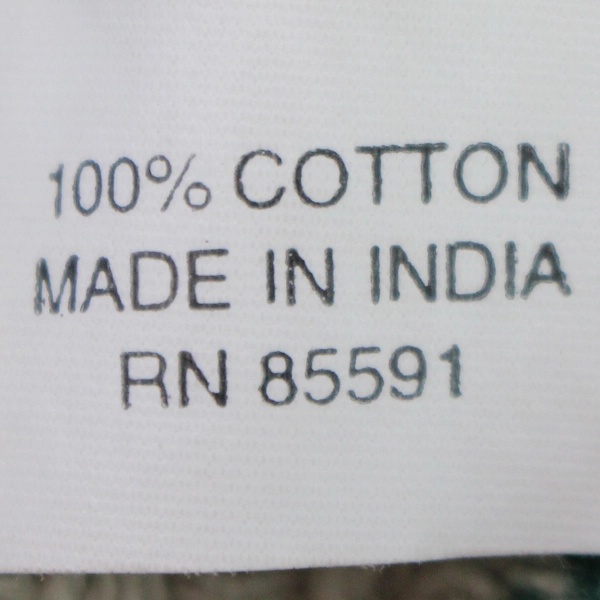 100% COTTON
MADE IN INDIA
RN 85591